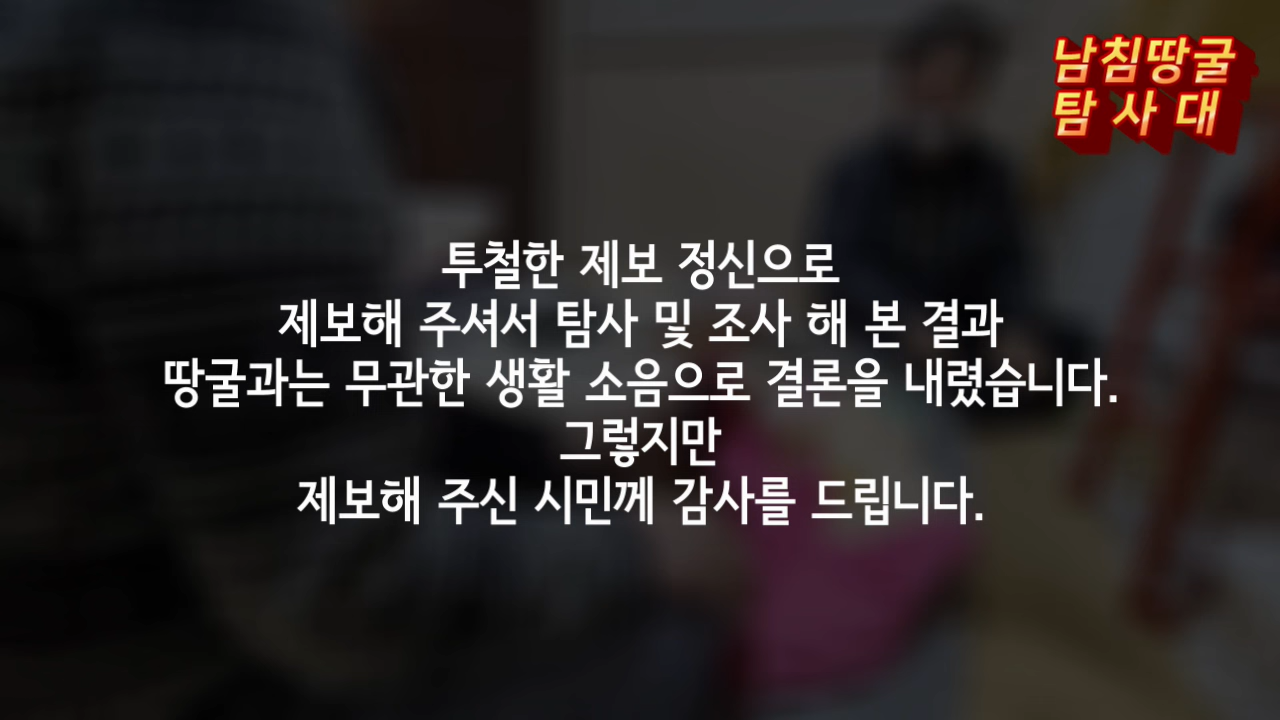 남침땅굴
탐사대
투철한 제보 정신으로
제보해 주셔서 탐사 및 조사 해 본 결과
땅굴과는 무관한 생활 소음으로 결론을 내렸습니다.
그렇지만
제보해 주신 시민께 감사를 드립니다.